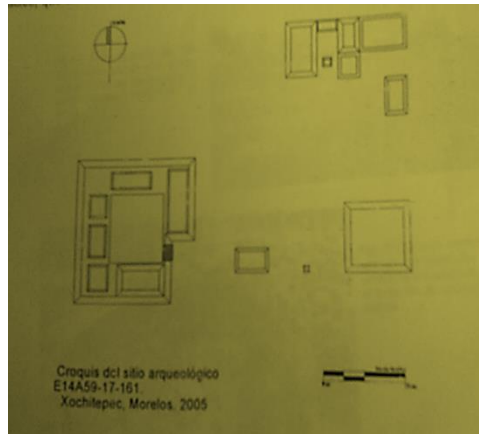 Croquis del sitio arqueológico
E14A59-17-161.
Xochitepec, Morelos, 2005